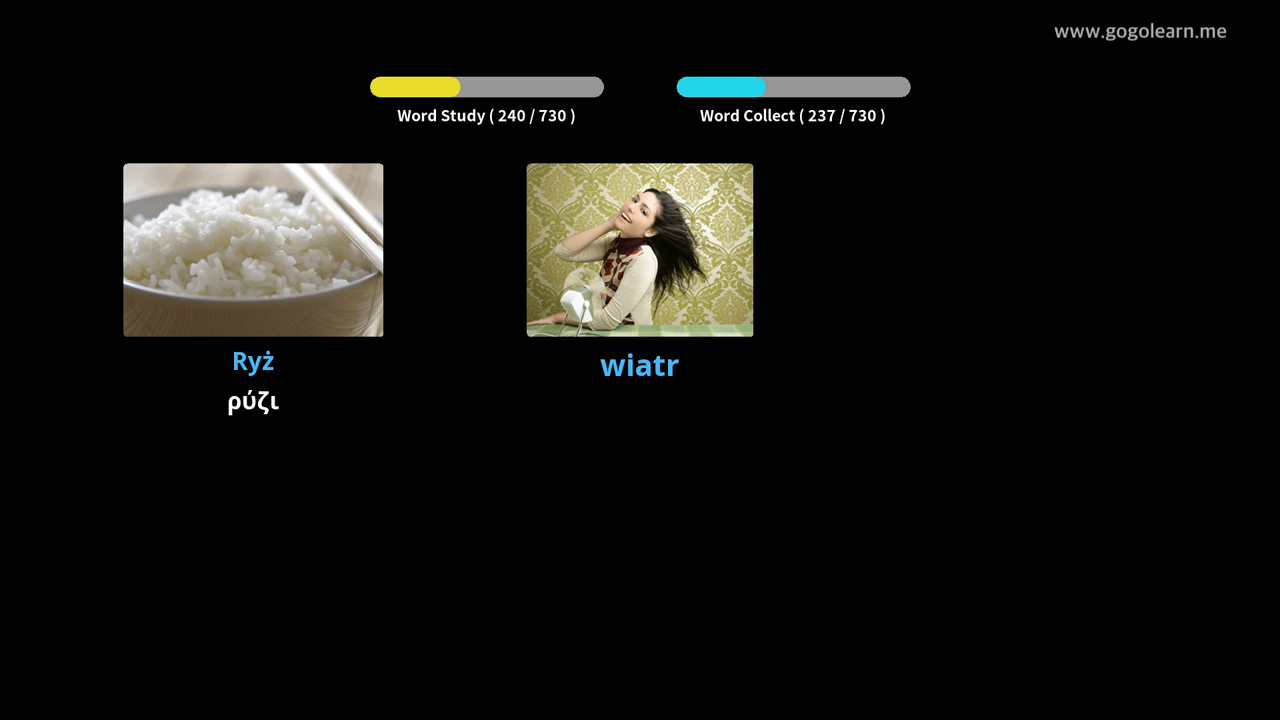 www.gogolearn.me
Word Study ( 240 / 730 )
Word Collect ( 237 / 730 )
Ryż
ρύζι
wiatr